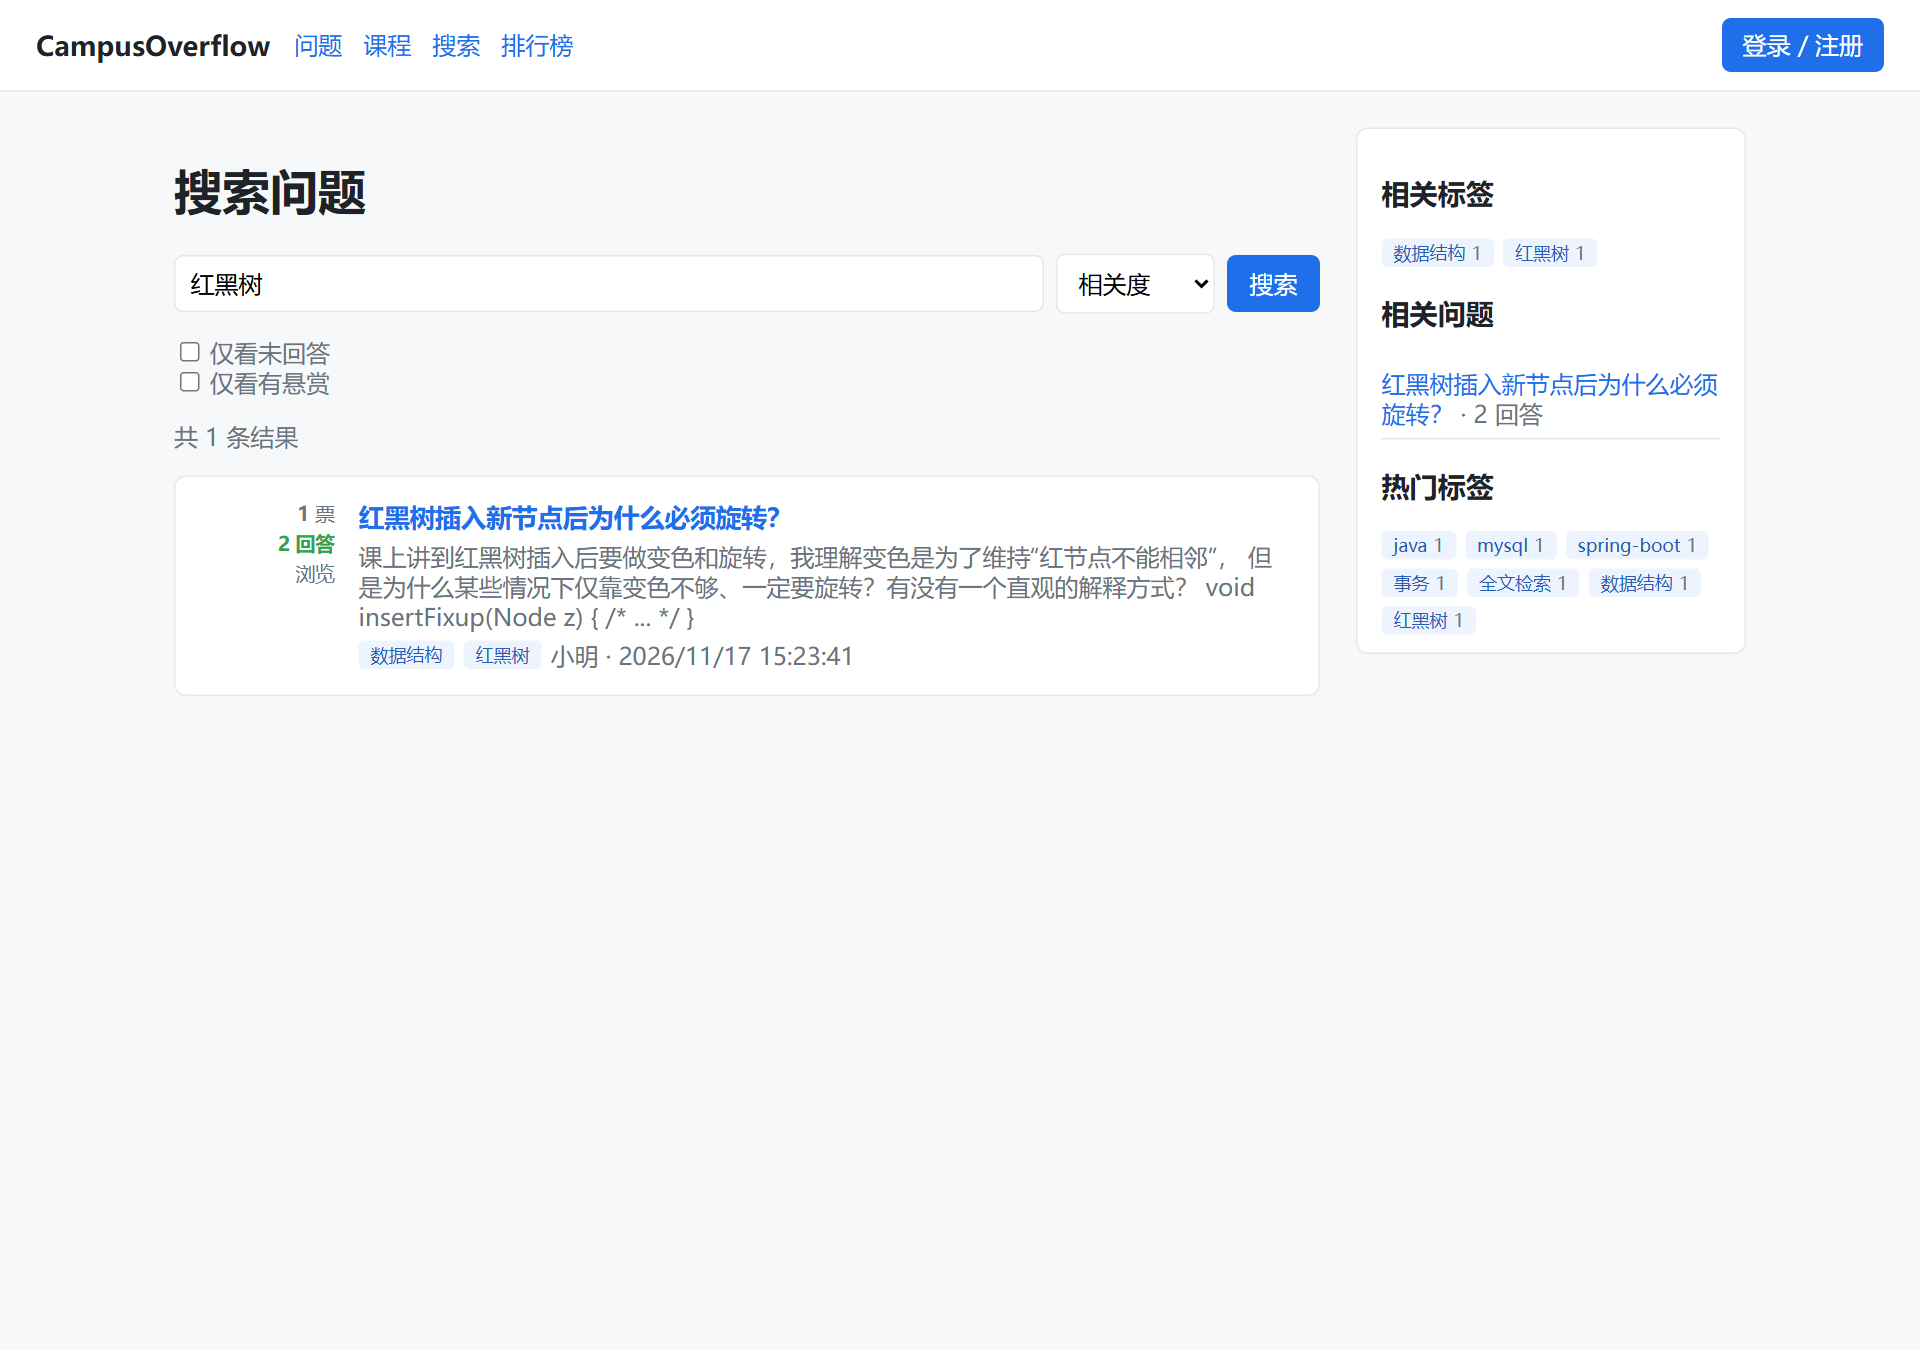 CampusOverflow 问题 课程 搜索 排行榜 登录 / 注册
搜索问题
红黑树 相关度 搜索
仅看未回答
仅看有悬赏
共 1 条结果
1 票
2 回答
浏览
红黑树插入新节点后为什么必须旋转？
课上讲到红黑树插入后要做变色和旋转，我理解变色是为了维持“红节点不能相邻”， 但
是为什么某些情况下仅靠变色不够、一定要旋转？有没有一个直观的解释方式？ void
insertFixup(Node z) { /* ... */ }
数据结构 红黑树 小明 · 2026/11/17 15:23:41
相关标签
数据结构 1 红黑树 1
相关问题
红黑树插入新节点后为什么必须
旋转？ · 2 回答
热门标签
java 1 mysql 1 spring-boot 1
事务 1 全文检索 1 数据结构 1
红黑树 1